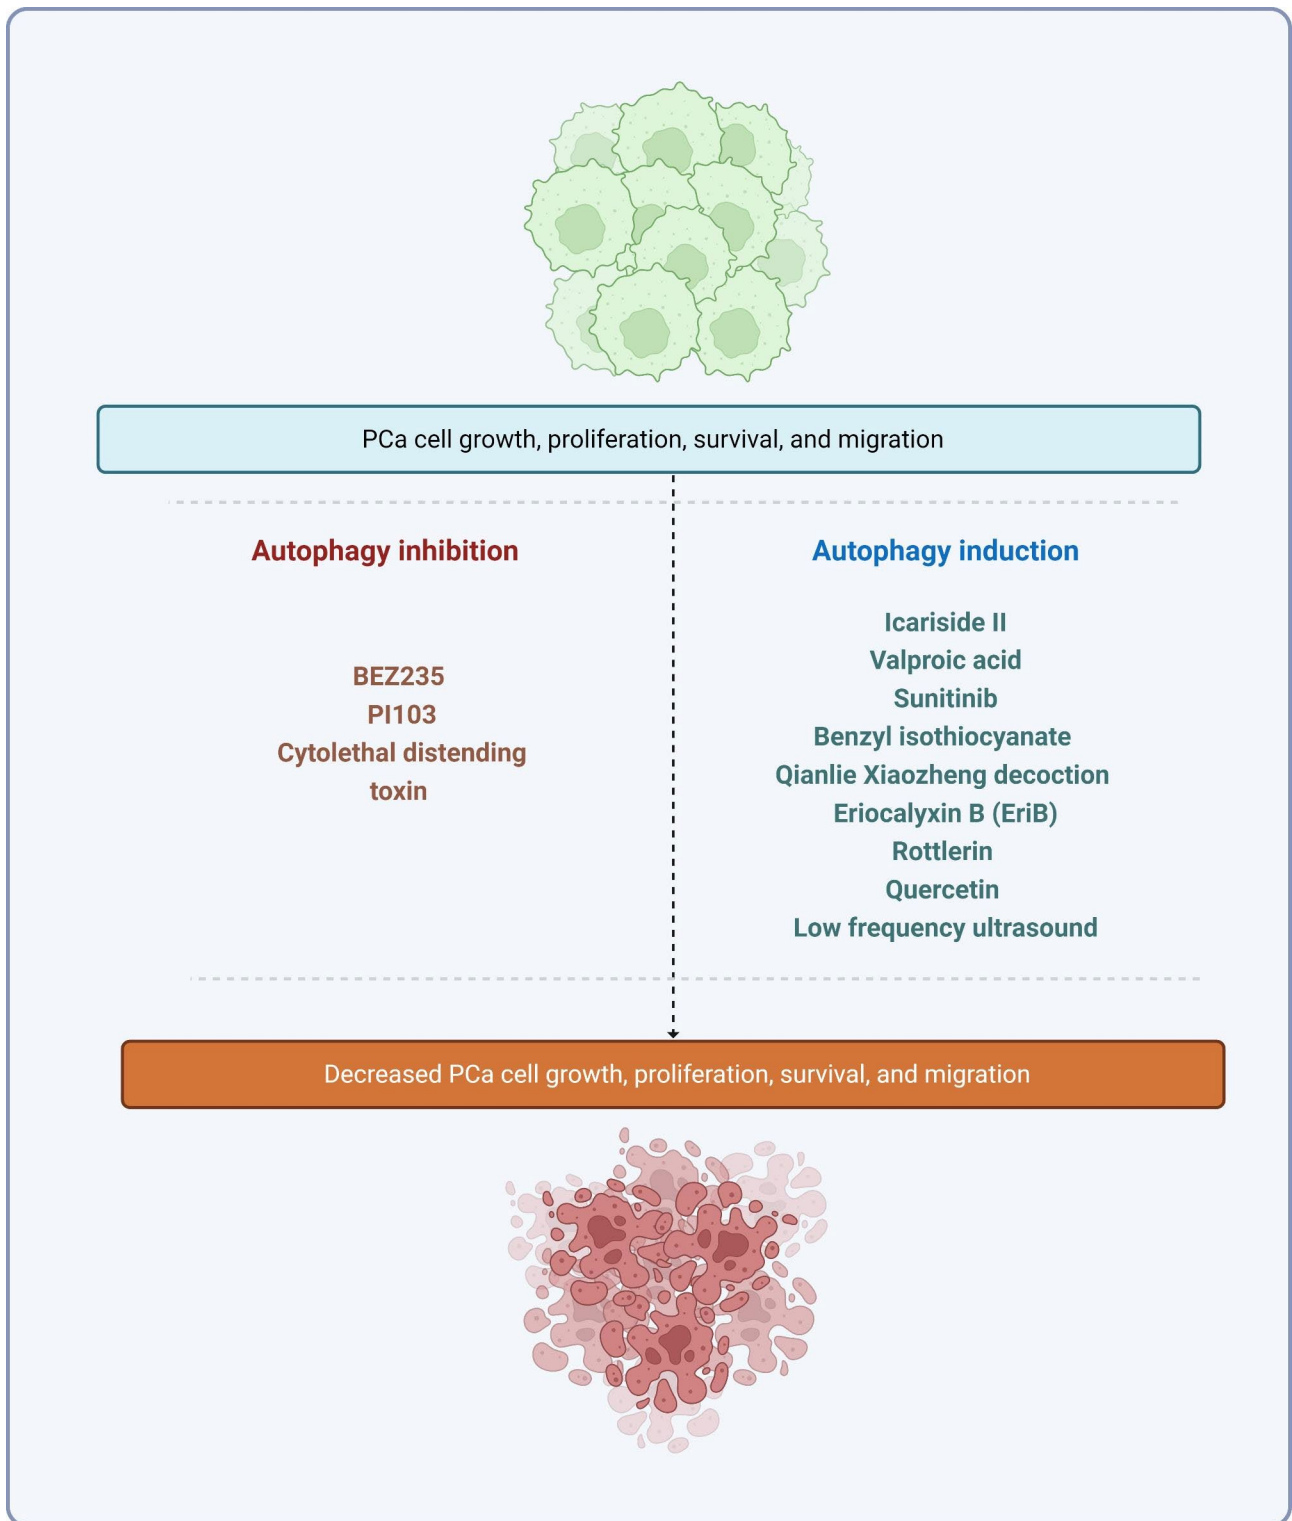 PCa cell growth, proliferation, survival, and migration
Autophagy inhibition
BEZ235
PI103
Cytolethal distending
toxin
Autophagy induction
Icariside II
Valproic acid
Sunitinib
Benzyl isothiocyanate
Qianlie Xiaozheng decoction
Eriocalyxin B (EriB)
Rottlerin
Quercetin
Low frequency ultrasound
Decreased PCa cell growth, proliferation, survival, and migration